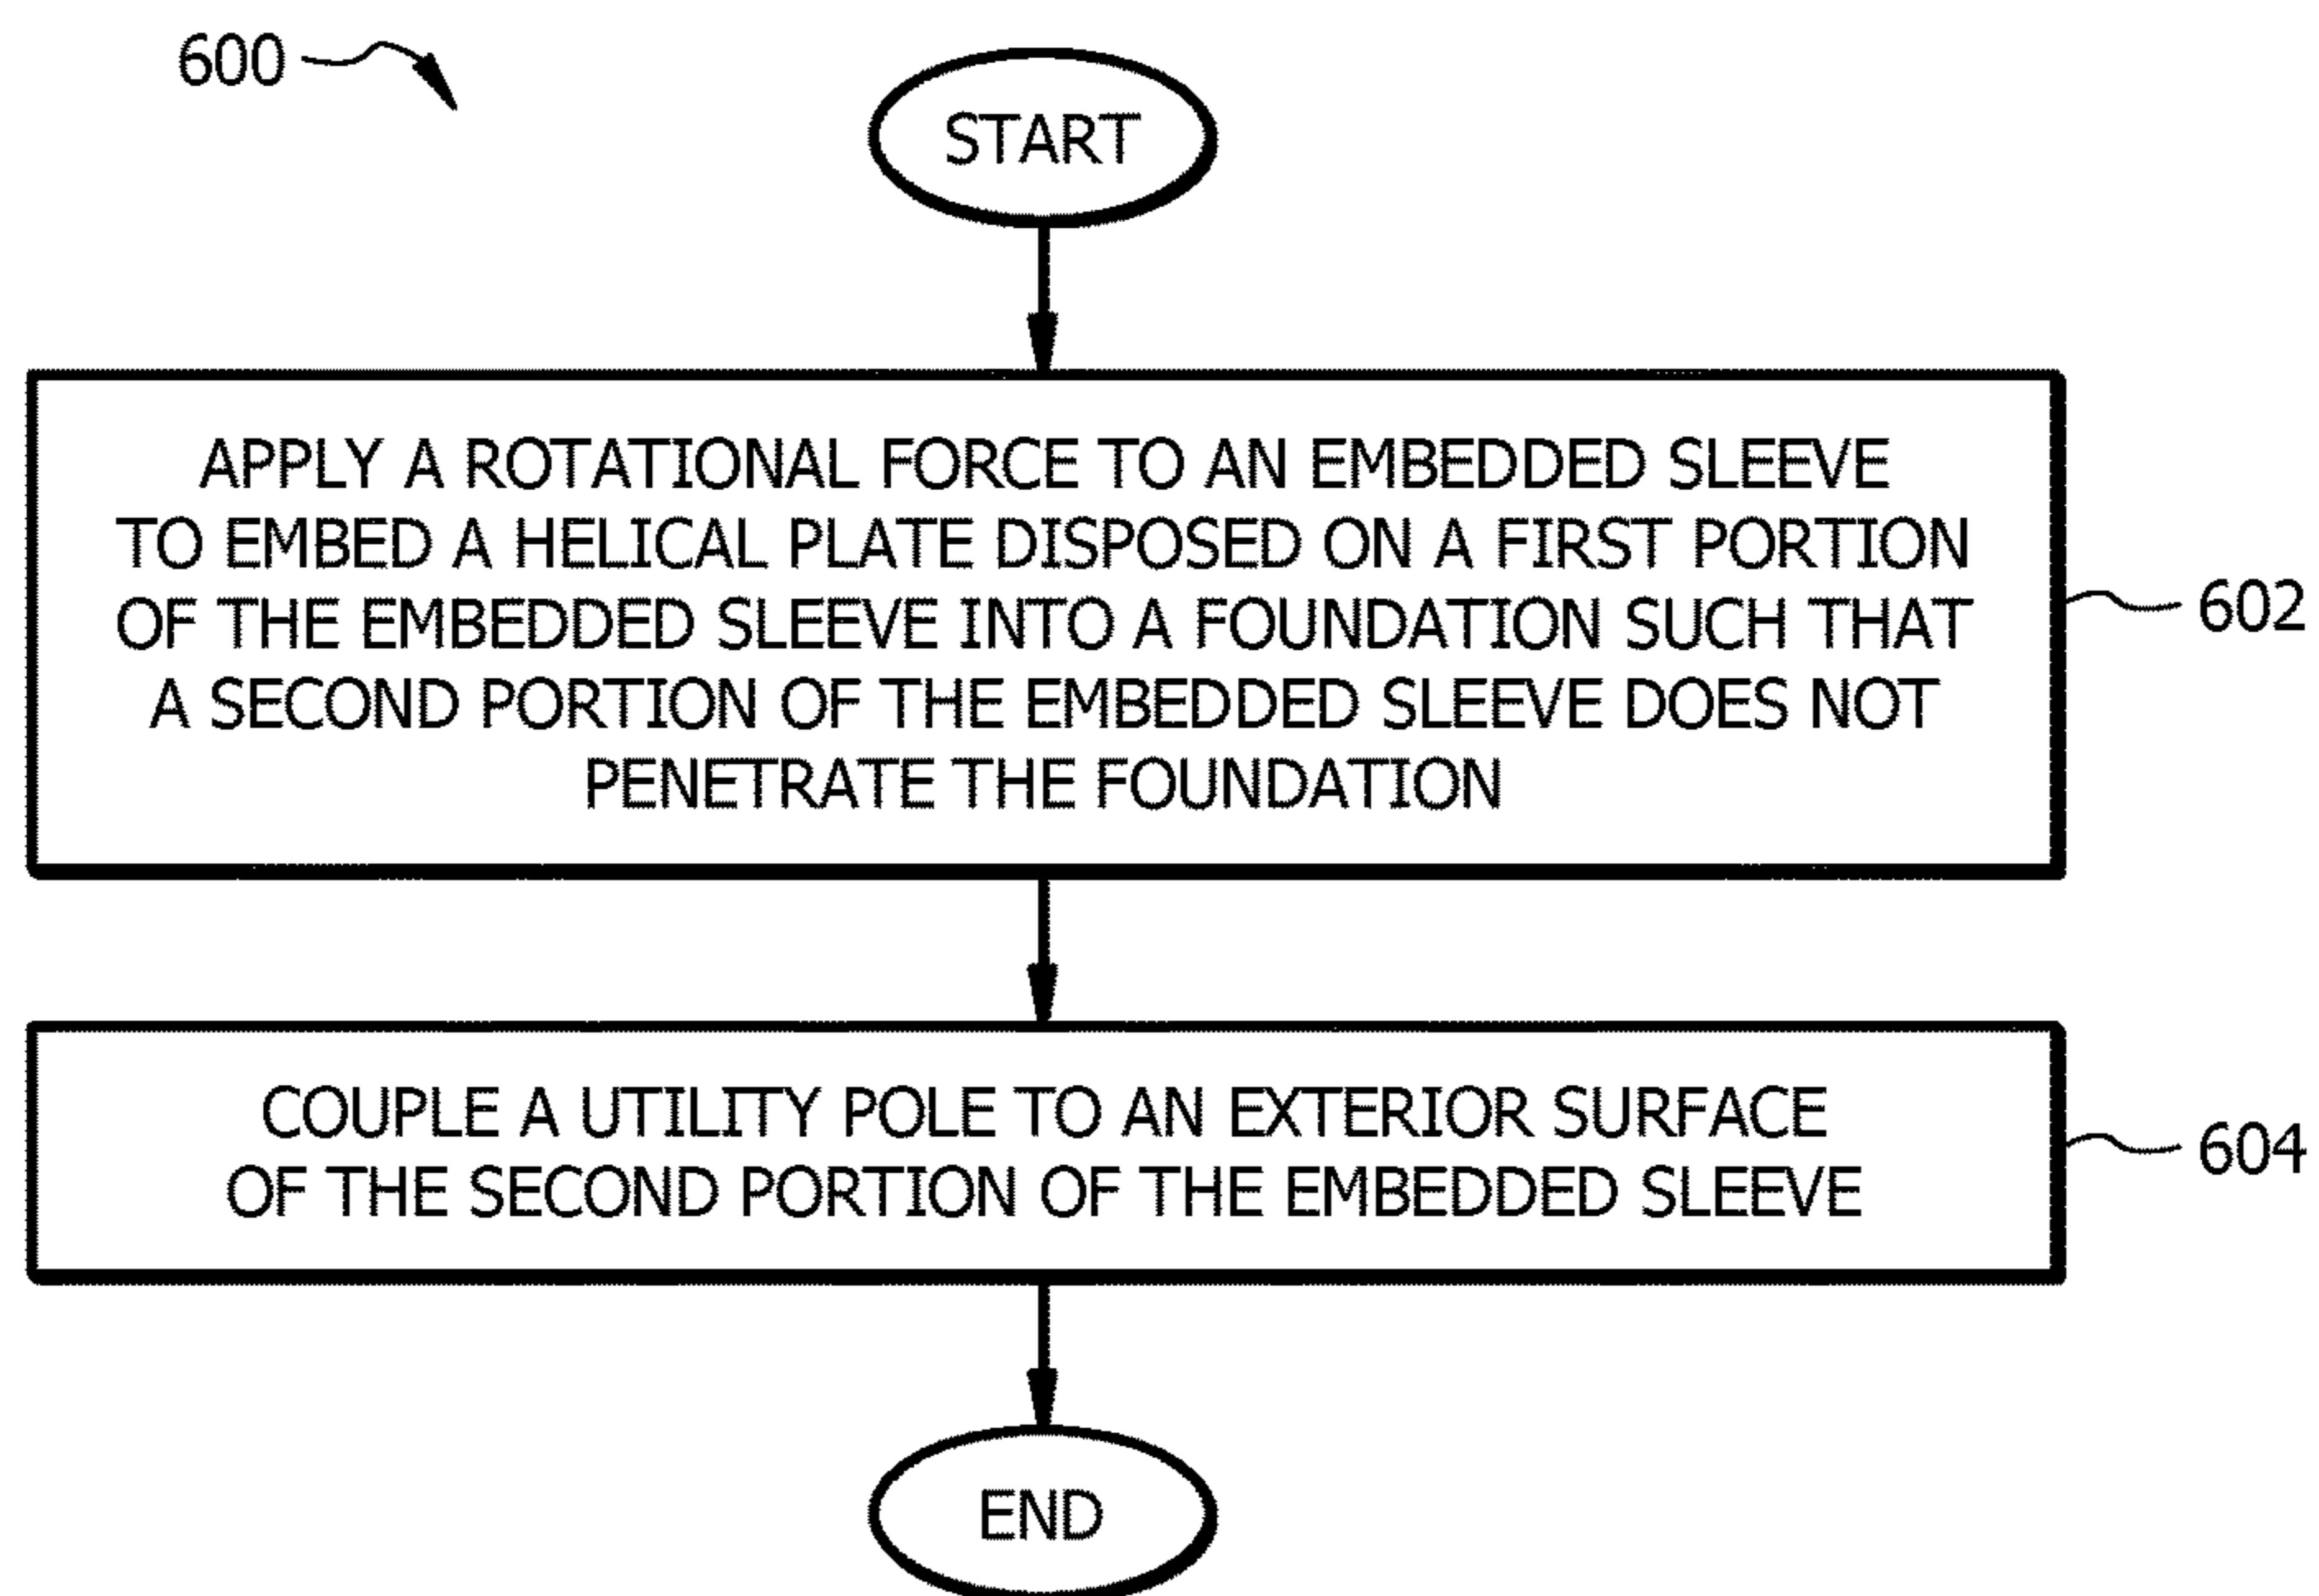 600
START
APPLY A ROTATIONAL FORCE TO AN EMBEDDED SLEEVE
TO EMBED A HELICAL PLATE DISPOSED ON A FIRST PORTION
OF THE EMBEDDED SLEEVE INTO A FOUNDATION SUCH THAT
A SECOND PORTION OF THE EMBEDDED SLEEVE DOES NOT
PENETRATE THE FOUNDATION
602
COUPLE A UTILITY POLE TO AN EXTERIOR SURFACE
OF THE SECOND PORTION OF THE EMBEDDED SLEEVE
604
END